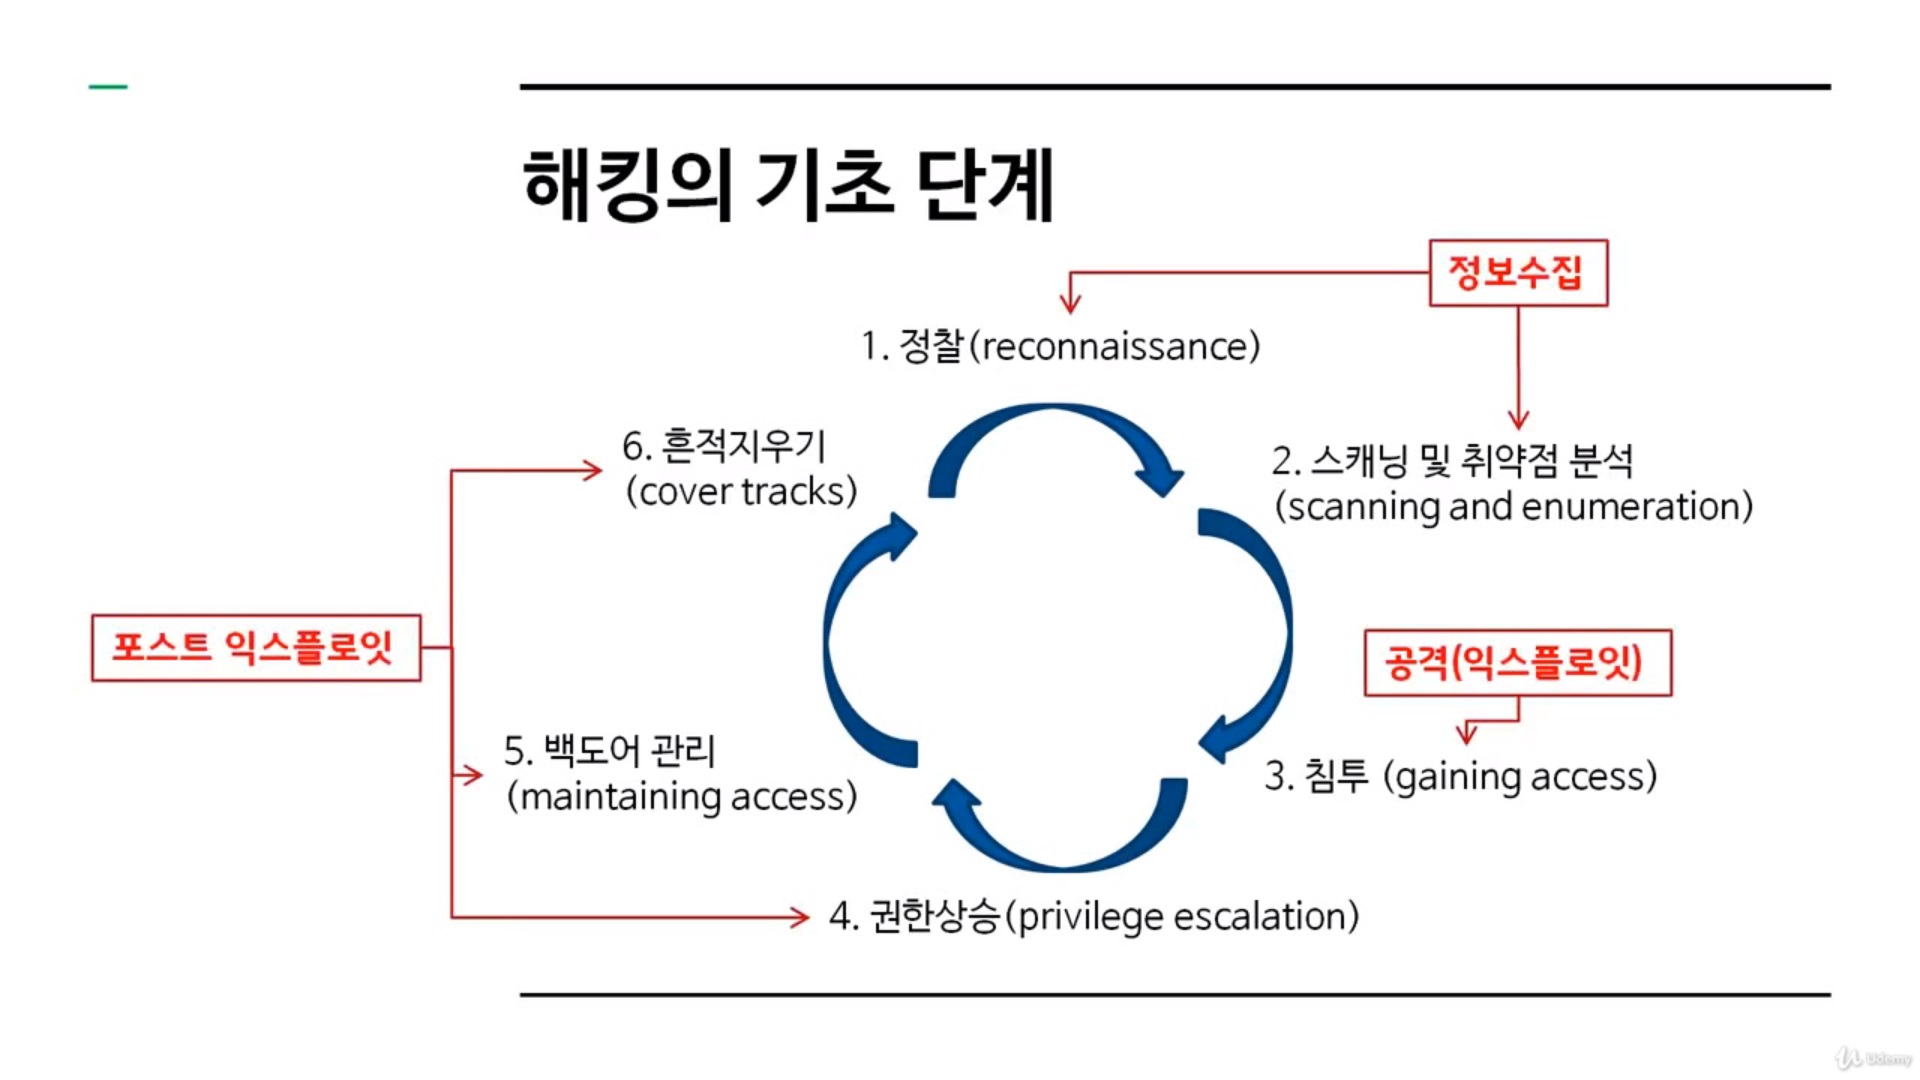 해킹의 기초 단계
정보수집
1. 정찰(reconnaissance)
2. 스캐닝 및 취약점 분석
(scanning and enumeration)
공격(익스플로잇)
3. 침투 (gaining access)
4. 권한상승(privilege escalation)
포스트 익스플로잇
5. 백도어 관리
(maintaining access)
6. 흔적지우기
(cover tracks)
Udemy